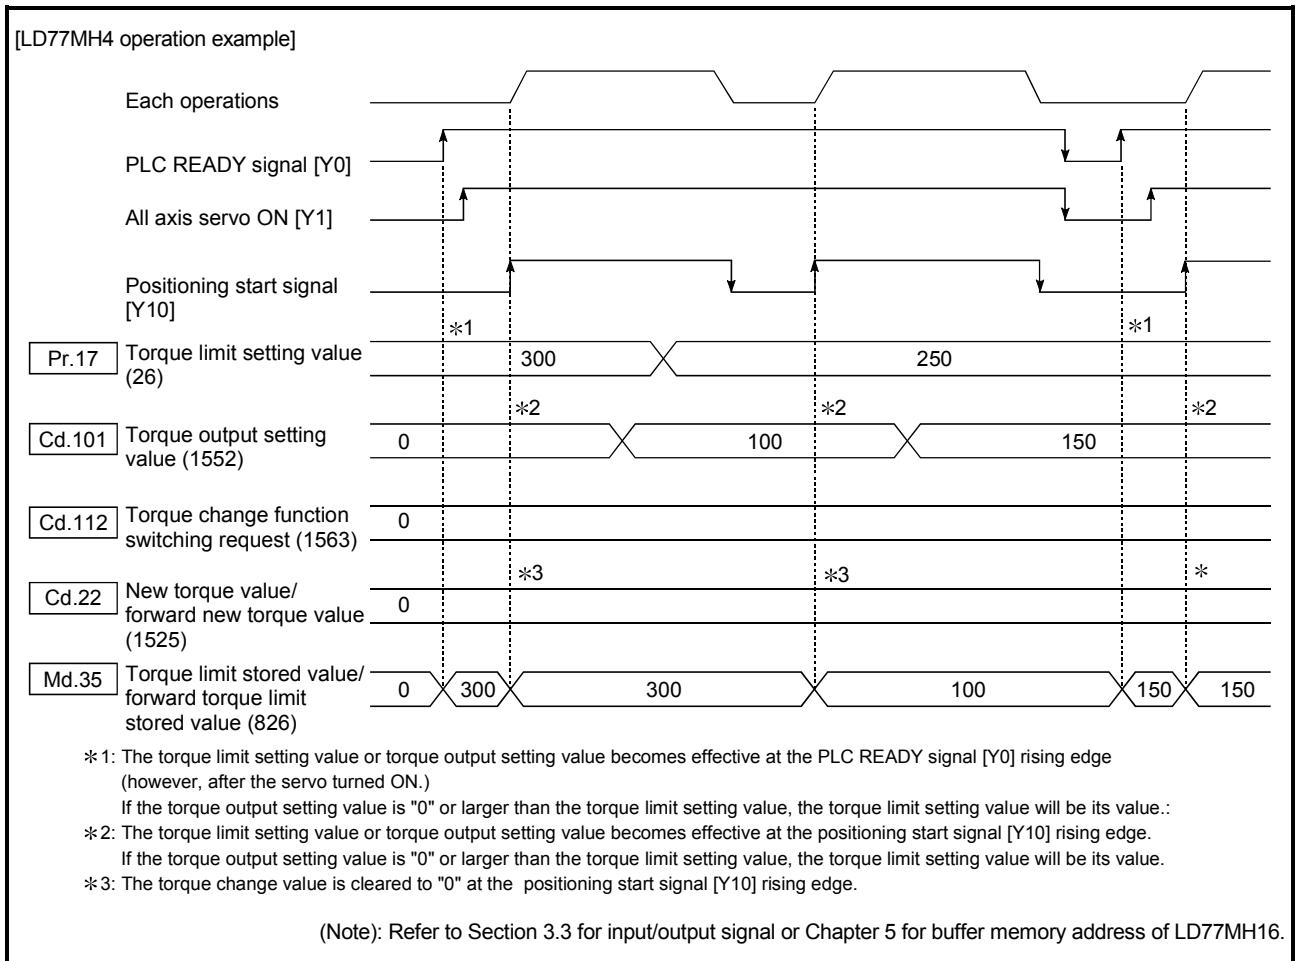 [LD77MH4 operation example]
Each operations
PLC READY signal [Y0]
All axis servo ON [Y1]
Positioning start signal
[Y10]
∗1 ∗1
Pr.17 Torque limit setting value
(26)
300 250
∗2 ∗2 ∗2
Cd.101 Torque output setting
value (1552)
0 100 150
Cd.112 Torque change function
switching request (1563)
0
∗3 ∗3 ∗
Cd.22 New torque value/
forward new torque value
(1525)
0
Md.35 Torque limit stored value/
forward torque limit
stored value (826)
0 300 300 100 150 150
∗1: The torque limit setting value or torque output setting value becomes effective at the PLC READY signal [Y0] rising edge
(however, after the servo turned ON.)
If the torque output setting value is "0" or larger than the torque limit setting value, the torque limit setting value will be its value.:
∗2: The torque limit setting value or torque output setting value becomes effective at the positioning start signal [Y10] rising edge.
If the torque output setting value is "0" or larger than the torque limit setting value, the torque limit setting value will be its value.
∗3: The torque change value is cleared to "0" at the positioning start signal [Y10] rising edge.
(Note): Refer to Section 3.3 for input/output signal or Chapter 5 for buffer memory address of LD77MH16.